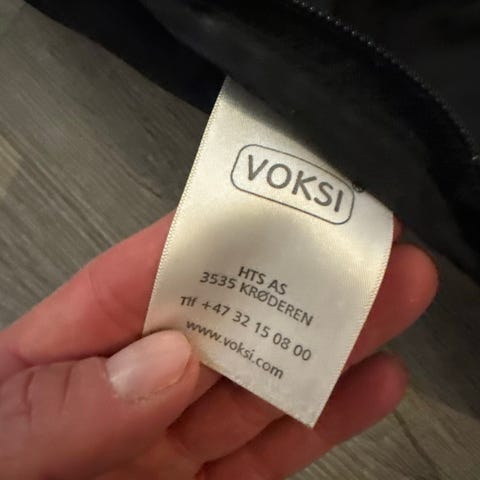 VOKSI®
HTS AS
3535 KRØDEREN
Tlf +47 32 15 08 00
www.voksi.com